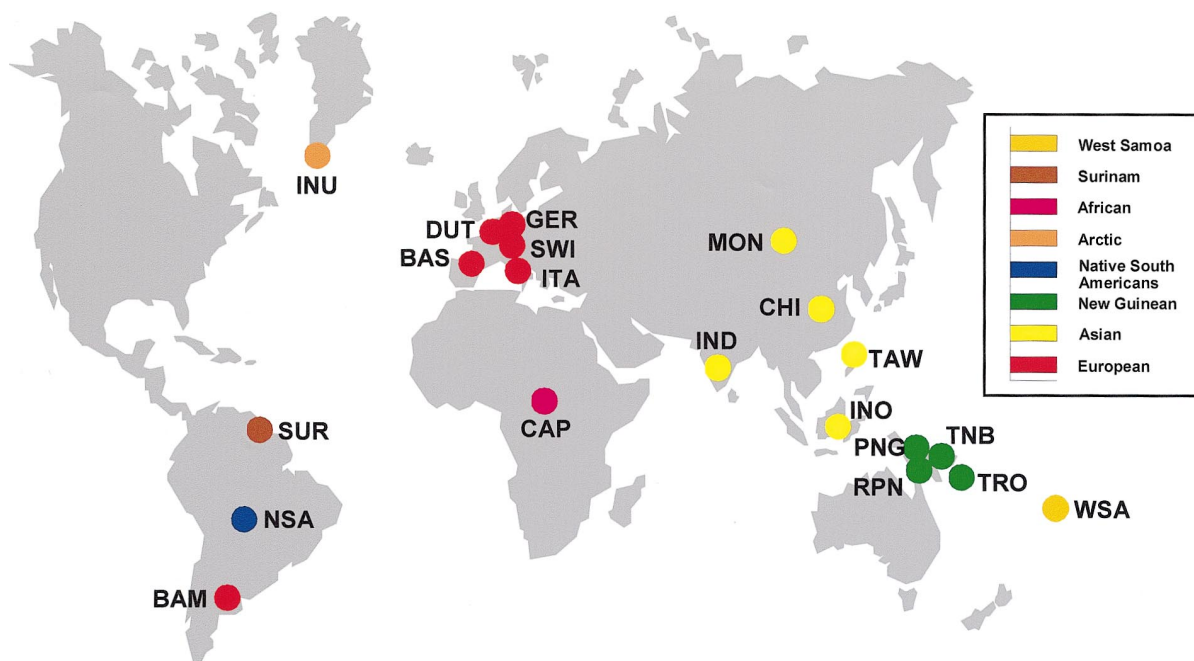 INU
DUT
GER
BAS
SWI
ITA
MON
CHI
IND
TAW
CAP
INO
SUR
PNG
TNB
RPN
TRO
NSA
WSA
BAM
West Samoa
Surinam
African
Arctic
Native South
Americans
New Guinean
Asian
European